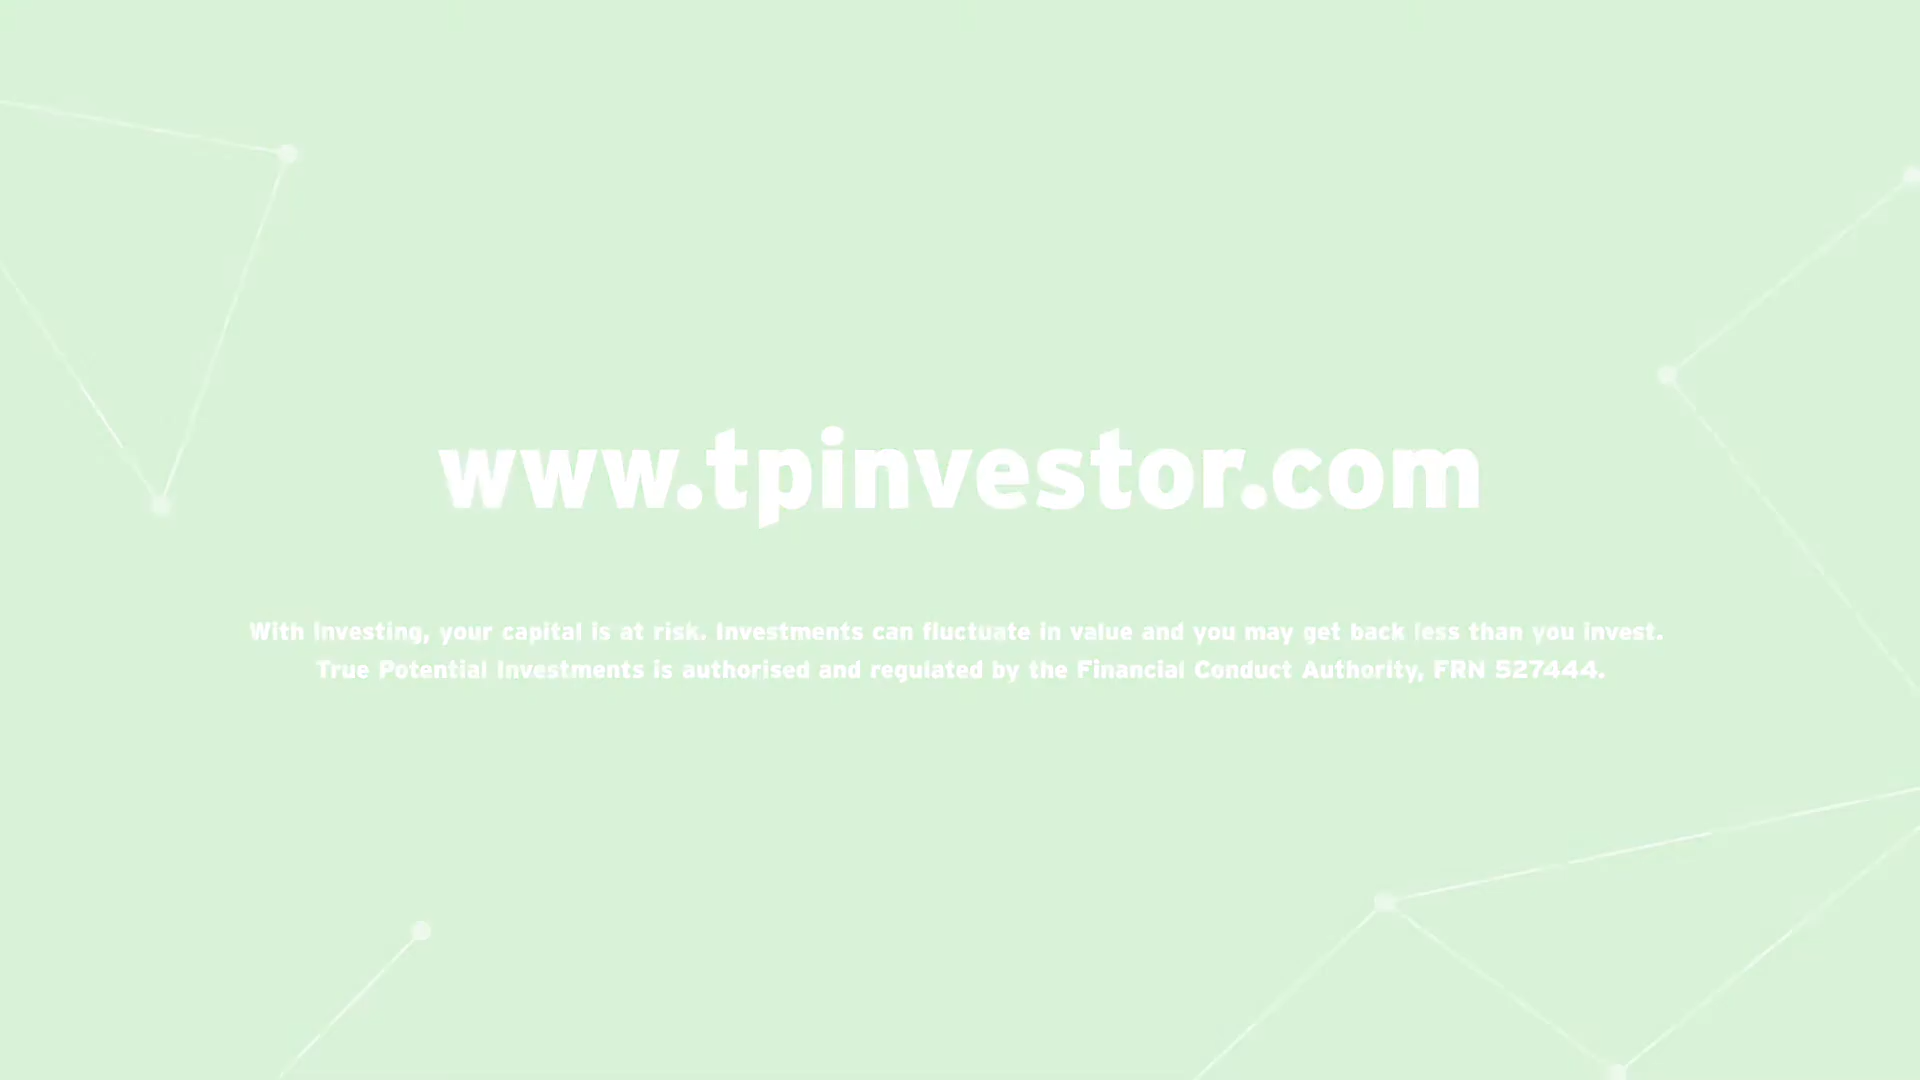 www.tpinvestor.com
With investing, your capital is at risk. Investments can fluctuate in value and you may get back less than you invest.
True Potential Investments is authorised and regulated by the Financial Conduct Authority, FRN 527444.